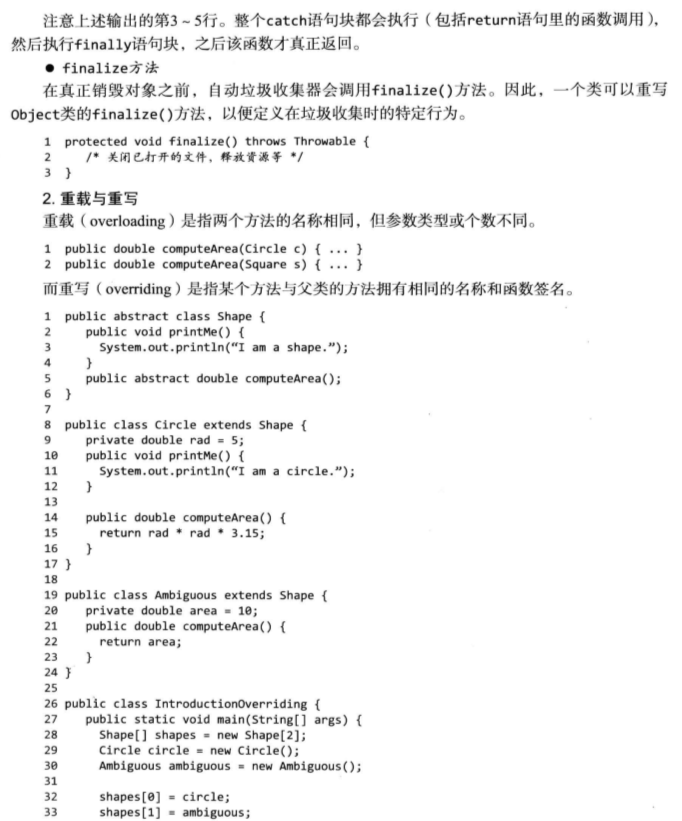 注意上述输出的第3～5行。整个catch语句块都会执行（包括return语句里的函数调用），
然后执行finally语句块，之后该函数才真正返回。
● finalize方法
在真正销毁对象之前，自动垃圾收集器会调用finalize()方法。因此，一个类可以重写
Object类的finalize()方法，以便定义在垃圾收集时的特定行为。
1 protected void finalize() throws Throwable {
2 /* 关闭已打开的文件，释放资源等 */
3 }
2. 重载与重写
重载（overloading）是指两个方法的名称相同，但参数类型或个数不同。
1 public double computeArea(Circle c) { ... }
2 public double computeArea(Square s) { ... }
而重写（overriding）是指某个方法与父类的方法拥有相同的名称和函数签名。
1 public abstract class Shape {
2 public void printMe() {
3 System.out.println(“I am a shape.”);
4 }
5 public abstract double computeArea();
6 }
7
8 public class Circle extends Shape {
9 private double rad = 5;
10 public void printMe() {
11 System.out.println(“I am a circle.”);
12 }
13
14 public double computeArea() {
15 return rad * rad * 3.15;
16 }
17 }
18
19 public class Ambiguous extends Shape {
20 private double area = 10;
21 public double computeArea() {
22 return area;
23 }
24 }
25
26 public class IntroductionOverriding {
27 public static void main(String[] args) {
28 Shape[] shapes = new Shape[2];
29 Circle circle = new Circle();
30 Ambiguous ambiguous = new Ambiguous();
31
32 shapes[0] = circle;
33 shapes[1] = ambiguous;